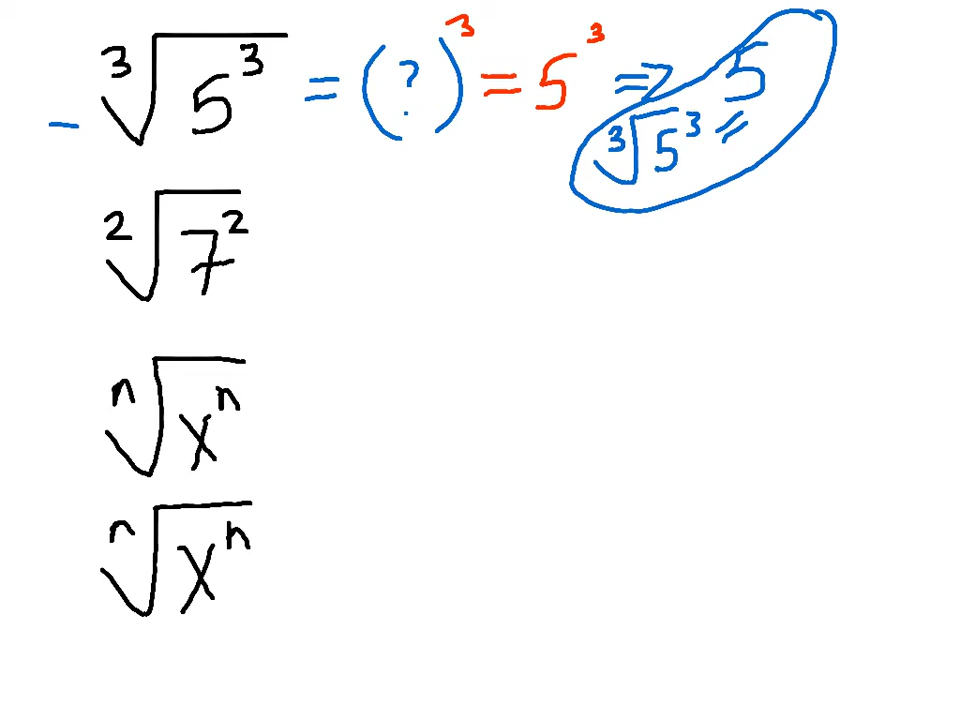 - ∛5³ = (?)³ = 5³ => 5
∛5³ =
²√7²
ⁿ√xⁿ
ⁿ√xⁿ